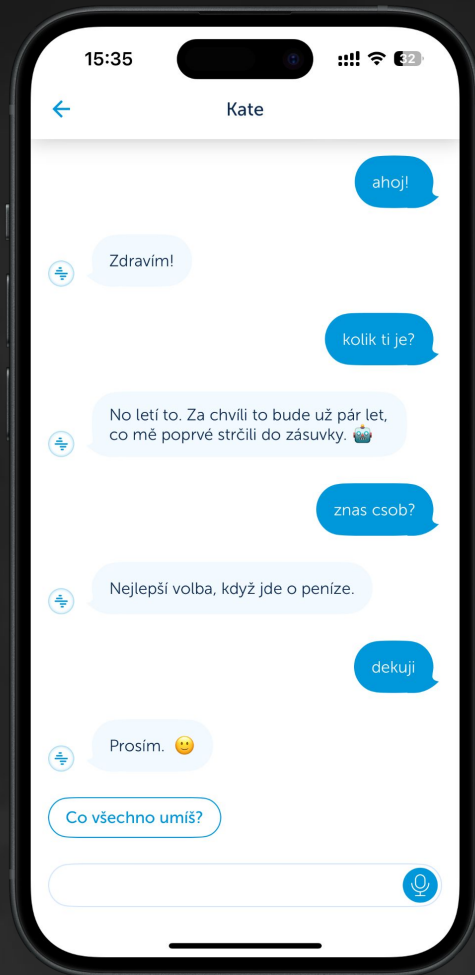 15:35
32
Kate
ahoj!
Zdravím!
kolik ti je?
No letí to. Za chvíli to bude už pár let,
co mě poprvé strčili do zásuvky. 🤖
znas csob?
Nejlepší volba, když jde o peníze.
dekuji
Prosím. 🙂
Co všechno umíš?